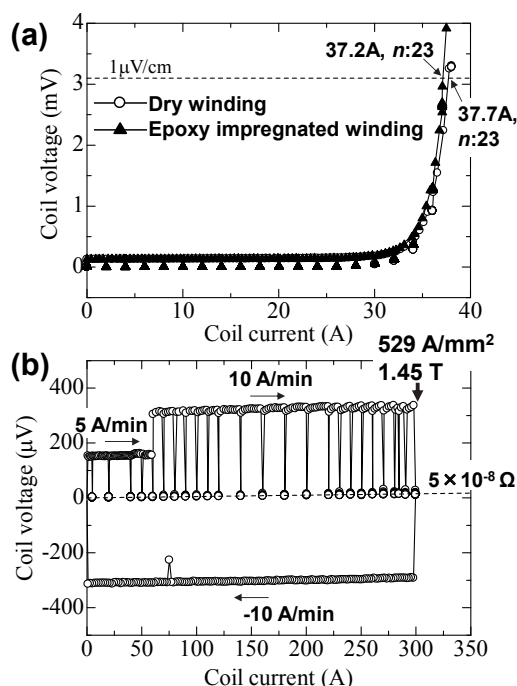 (a)
4
3
2
1
0
Coil voltage (mV)
1μV/cm
37.2A, n:23
Dry winding
Epoxy impregnated winding
37.7A,
n:23
0 10 20 30 40
Coil current (A)
(b)
529 A/mm²
1.45 T
400
200
0
-200
-400
Coil voltage (μV)
10 A/min
5 A/min
5×10⁻⁸ Ω
-10 A/min
0 50 100 150 200 250 300 350
Coil current (A)